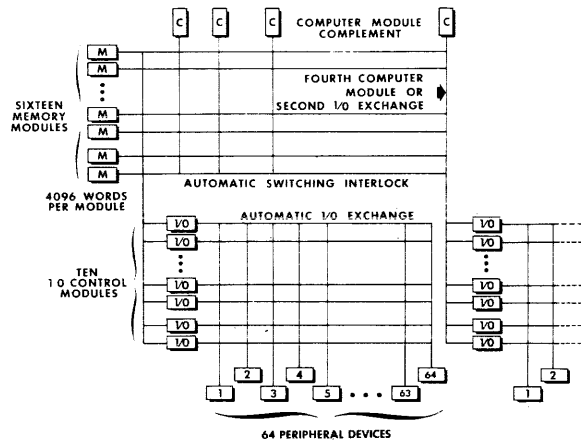 C C C COMPUTER MODULE COMPLEMENT C
M
M
FOURTH COMPUTER
MODULE OR
SECOND I/O EXCHANGE
SIXTEEN
MEMORY
MODULES
M
M
M
M
AUTOMATIC SWITCHING INTERLOCK
4096 WORDS
PER MODULE
AUTOMATIC I/O EXCHANGE
I/O I/O
I/O I/O
TEN
I O CONTROL
MODULES
I/O I/O
I/O I/O
I/O I/O
I/O I/O
2 4 64 2
1 3 5 63 1
64 PERIPHERAL DEVICES